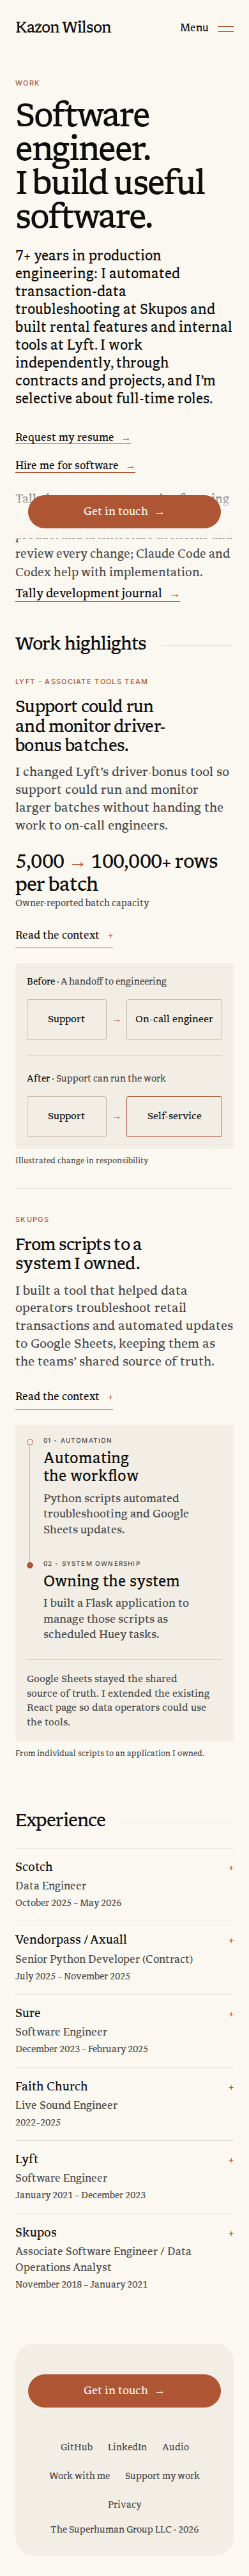 Kazon Wilson
Menu
WORK
Software
engineer.
I build useful
software.
7+ years in production
engineering: I automated
transaction-data
troubleshooting at Skupos and
built rental features and internal
tools at Lyft. I work
independently, through
contracts and projects, and I'm
selective about full-time roles.
Request my resume →
Hire me for software →
Get in touch →
review every change; Claude Code and
Codex help with implementation.
Tally development journal →
Work highlights
LYFT - ASSOCIATE TOOLS TEAM
Support could run
and monitor driver-
bonus batches.
I changed Lyft's driver-bonus tool so
support could run and monitor
larger batches without handing the
work to on-call engineers.
5,000 → 100,000+ rows
per batch
Owner-reported batch capacity
Read the context +
Before · A handoff to engineering
Support → On-call engineer
After · Support can run the work
Support → Self-service
Illustrated change in responsibility
SKUPOS
From scripts to a
system I owned.
I built a tool that helped data
operators troubleshoot retail
transactions and automated updates
to Google Sheets, keeping them as
the teams' shared source of truth.
Read the context +
01 - AUTOMATION
Automating
the workflow
Python scripts automated
troubleshooting and Google
Sheets updates.
02 - SYSTEM OWNERSHIP
Owning the system
I built a Flask application to
manage those scripts as
scheduled Huey tasks.
Google Sheets stayed the shared
source of truth. I extended the existing
React page so data operators could use
the tools.
From individual scripts to an application I owned.
Experience
Scotch +
Data Engineer
October 2025 – May 2026
Vendorpass / Axuall +
Senior Python Developer (Contract)
July 2025 – November 2025
Sure +
Software Engineer
December 2023 – February 2025
Faith Church +
Live Sound Engineer
2022–2025
Lyft +
Software Engineer
January 2021 – December 2023
Skupos +
Associate Software Engineer / Data
Operations Analyst
November 2018 – January 2021
Get in touch →
GitHub LinkedIn Audio
Work with me Support my work
Privacy
The Superhuman Group LLC · 2026